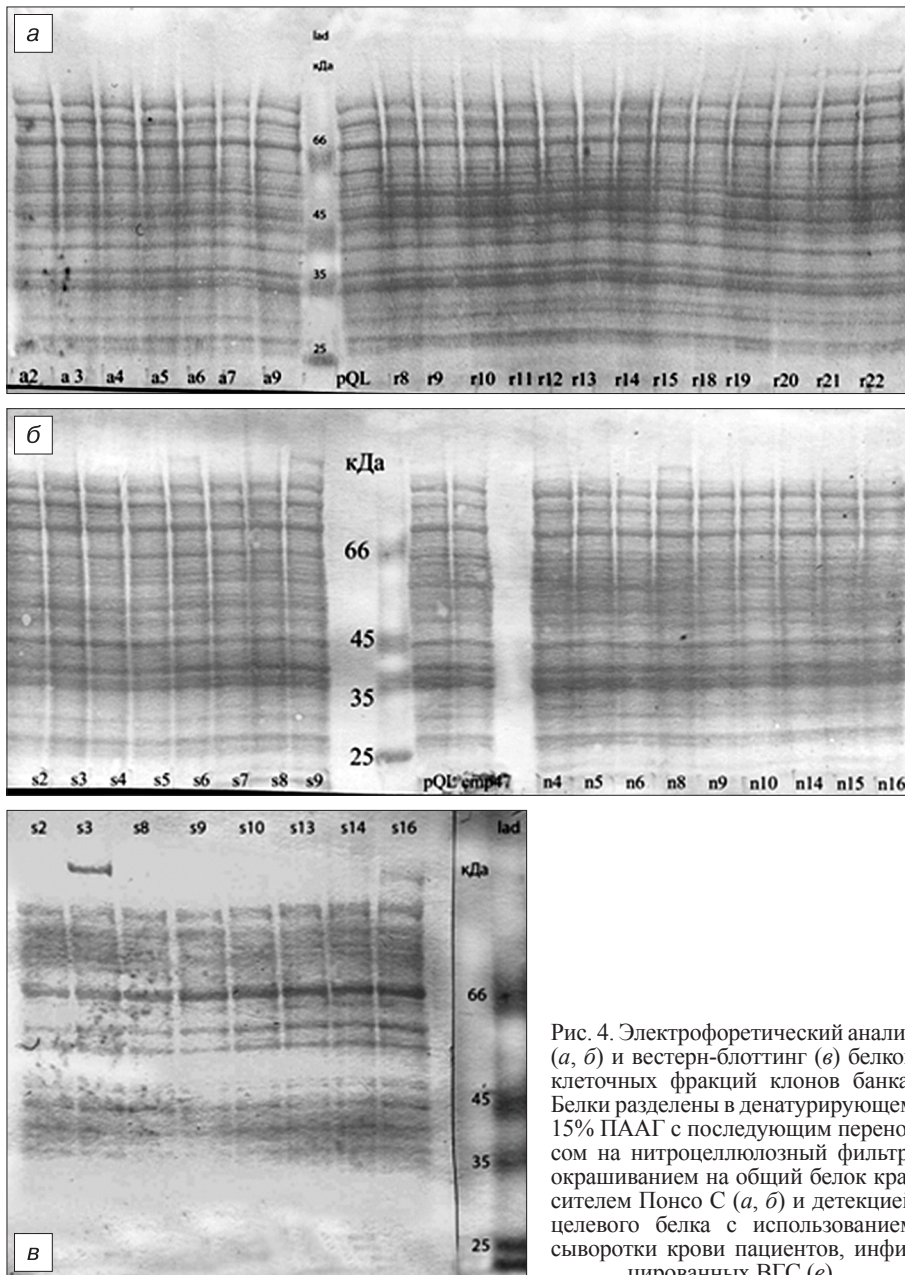 а
lad
кДа
66
45
35
25
a2 a 3 a4 a5 a6 a7 a9 pQL r8 r9 r10 r11 r12 r13 r14 r15 r18 r19 r20 r21 r22
б
кДа
66
45
35
25
s2 s3 s4 s5 s6 s7 s8 s9 pQL emp47 n4 n5 n6 n8 n9 n10 n14 n15 n16
s2 s3 s8 s9 s10 s13 s14 s16 lad
кДа
66
45
35
25
в
Рис. 4. Электрофоретический анали
(а, б) и вестерн-блоттинг (в) белко
клеточных фракций клонов банка
Белки разделены в денатурирующем
15% ПААГ с последующим перено
сом на нитроцеллюлозный фильтр
окрашиванием на общий белок кра
сителем Понсо С (а, б) и детекцией
целевого белка с использованием
сыворотки крови пациентов, инфи
цированных ВГС (в)